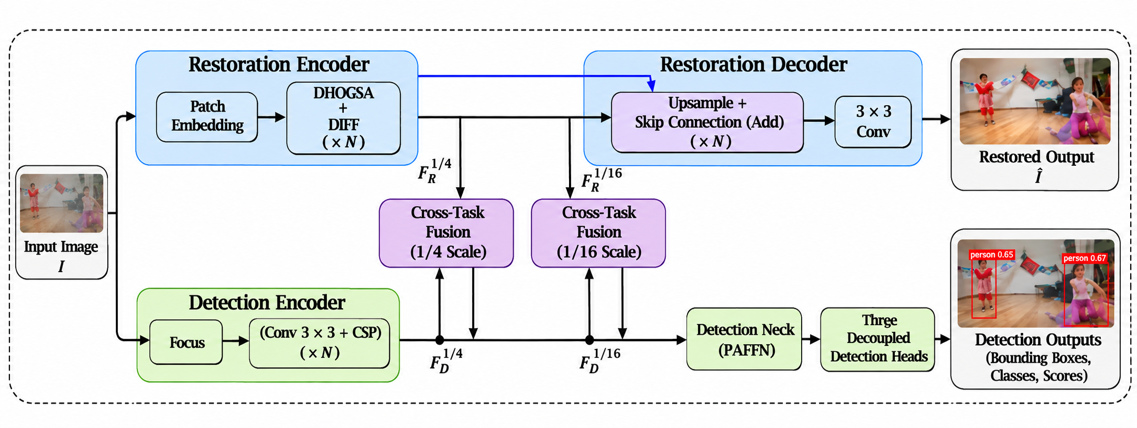 Restoration Encoder
Patch
Embedding
DHOGSA
+
DIFF
(× N)
Restoration Decoder
Upsample +
Skip Connection (Add)
(× N)
3 × 3
Conv
Restored Output
Î
Input Image
I
F_R^{1/4}
F_R^{1/16}
Cross-Task
Fusion
(1/4 Scale)
Cross-Task
Fusion
(1/16 Scale)
Detection Encoder
Focus
(Conv 3 × 3 + CSP)
(× N)
F_D^{1/4}
F_D^{1/16}
Detection Neck
(PAFFN)
Thrge
Decoupled
Detection Heads
person 0.65
person 0.67
Detection Outputs
(Bounding Boxes,
Classes, Scores)